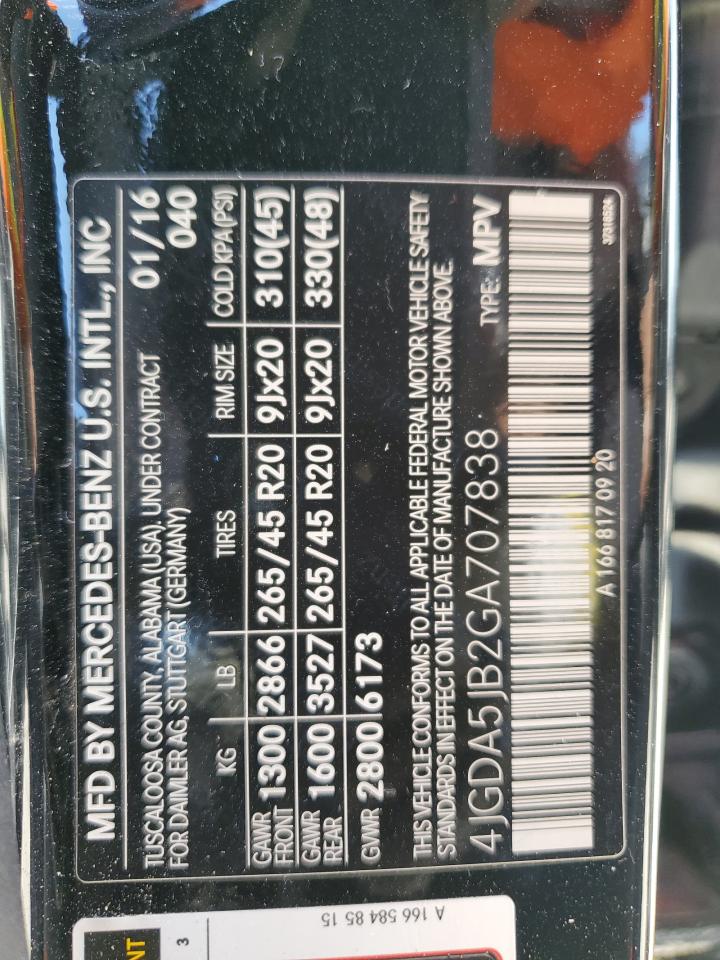 MFD BY MERCEDES-BENZ U.S. INTL., INC
TUSCALOOSA COUNTY, ALABAMA (USA), UNDER CONTRACT 01/16
FOR DAIMLER AG, STUTTGART (GERMANY) 040
KG LB TIRES RIM SIZE COLD KPA(PSI)
GAWR FRONT 1300 2866 265/45 R20 9Jx20 310(45)
GAWR REAR 1600 3527 265/45 R20 9Jx20 330(48)
GVWR 2800 6173
THIS VEHICLE CONFORMS TO ALL APPLICABLE FEDERAL MOTOR VEHICLE SAFETY
STANDARDS IN EFFECT ON THE DATE OF MANUFACTURE SHOWN ABOVE.
4JGDA5JB2GA707838 TYPE: MPV
A 166 817 09 20
37318524
A 166 584 85 15
NT
3